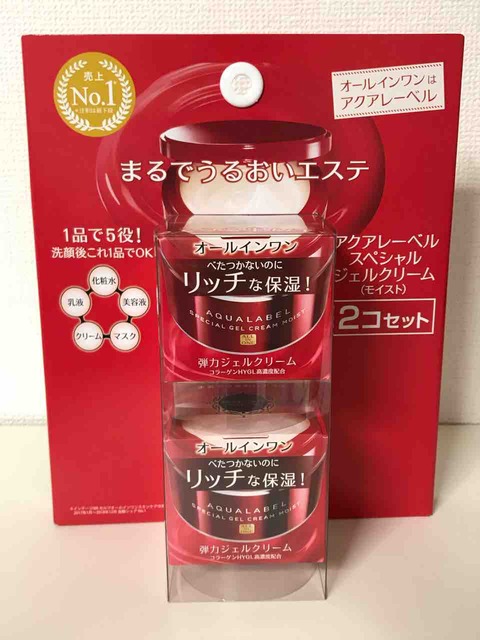 売上
No.1
オールインワンは
アクアレーベル
まるでうるおいエステ
1品で5役!
洗顔後これ1品でOK
化粧水
乳液
美容液
クリーム
マスク
アクアレーベル
スペシャル
ジェルクリーム
(モイスト)
2コセット
オールインワン
べたつかないのに
リッチな保湿!
AQUALABEL
SPECIAL GEL CREAM MOIST
ALL IN ONE
弾力ジェルクリーム
コラーゲンHYGL高濃度配合
オールインワン
べたつかないのに
リッチな保湿!
AQUALABEL
SPECIAL GEL CREAM MOIST
弾力ジェルクリーム
コラーゲンHYGL高濃度配合